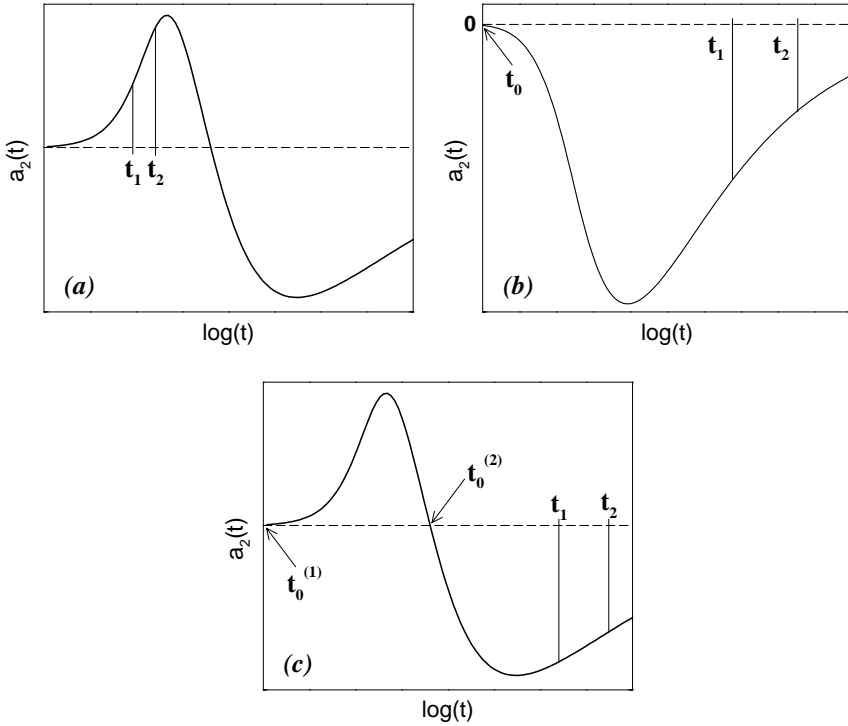 a₂(t)
t₁ t₂
(a)
log(t)
0
a₂(t)
t₀
t₁
t₂
(b)
log(t)
a₂(t)
t₀⁽²⁾
t₁
t₂
t₀⁽¹⁾
(c)
log(t)